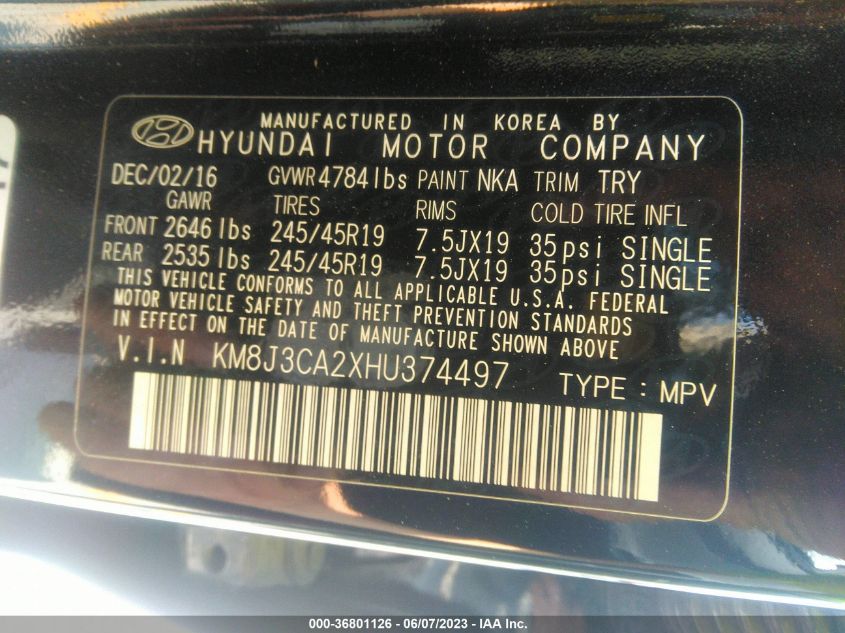 MANUFACTURED IN KOREA BY
HYUNDAI MOTOR COMPANY
DEC/02/16 GVWR 4784 lbs PAINT NKA TRIM TRY
GAWR TIRES RIMS COLD TIRE INFL
FRONT 2646 lbs 245/45R19 7.5JX19 35psi SINGLE
REAR 2535 lbs 245/45R19 7.5JX19 35psi SINGLE
THIS VEHICLE CONFORMS TO ALL APPLICABLE U.S.A. FEDERAL
MOTOR VEHICLE SAFETY AND THEFT PREVENTION STANDARDS
IN EFFECT ON THE DATE OF MANUFACTURE SHOWN ABOVE
V.I.N KM8J3CA2XHU374497 TYPE : MPV
000-36801126 - 06/07/2023 - IAA Inc.